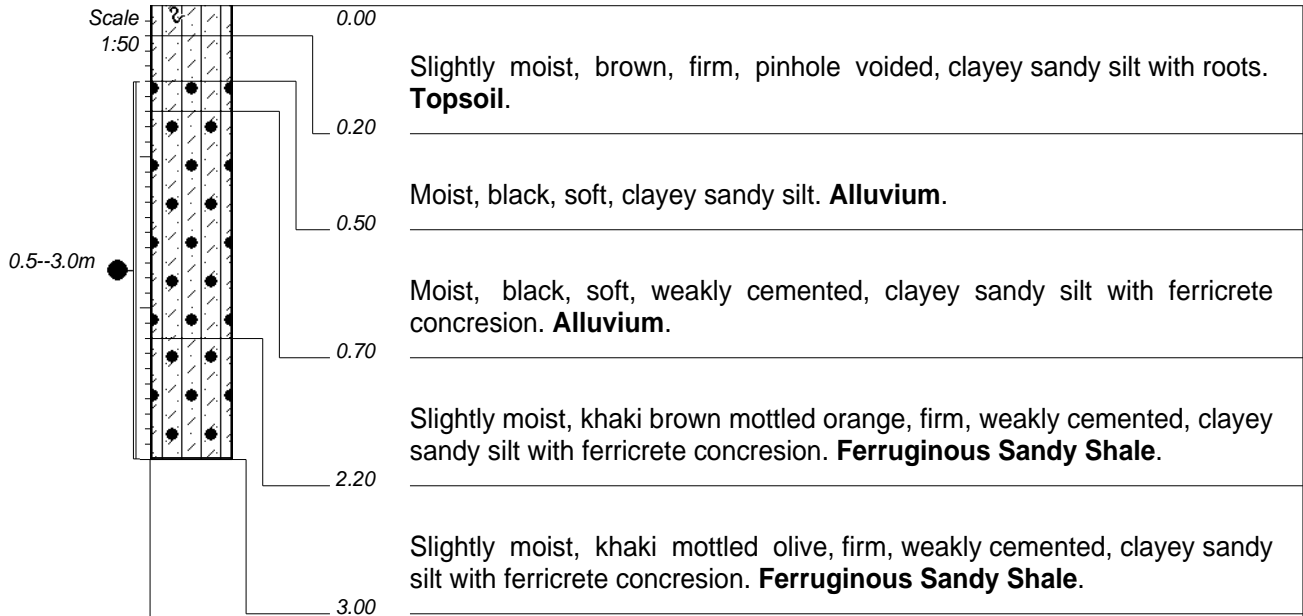 Scale
1:50
0.00
Slightly moist, brown, firm, pinhole voided, clayey sandy silt with roots.
Topsoil.
0.20
Moist, black, soft, clayey sandy silt. Alluvium.
0.50
0.5--3.0m
Moist, black, soft, weakly cemented, clayey sandy silt with ferricrete
concresion. Alluvium.
0.70
Slightly moist, khaki brown mottled orange, firm, weakly cemented, clayey
sandy silt with ferricrete concresion. Ferruginous Sandy Shale.
2.20
Slightly moist, khaki mottled olive, firm, weakly cemented, clayey sandy
silt with ferricrete concresion. Ferruginous Sandy Shale.
3.00